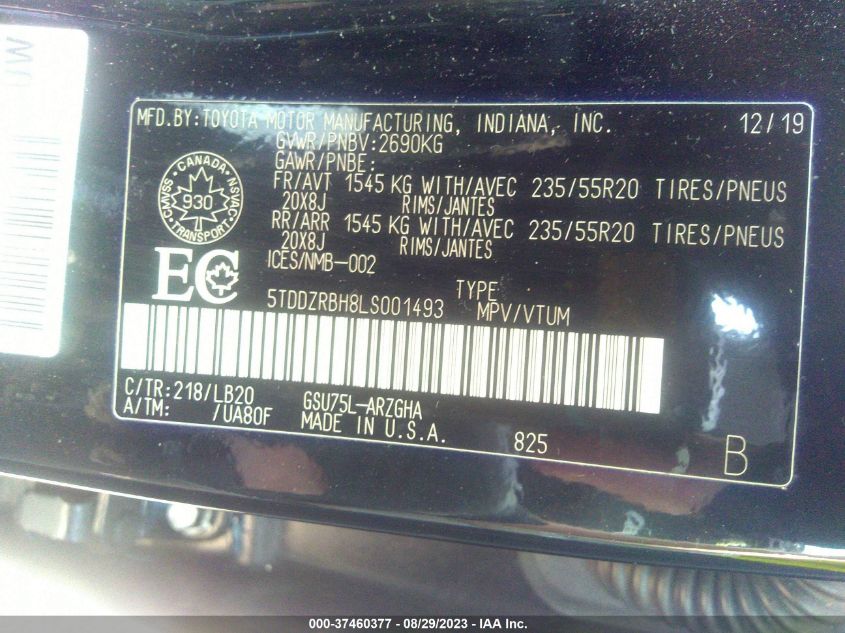 MFD.BY:TOYOTA MOTOR MANUFACTURING, INDIANA, INC. 12/19
GVWR/PNBV:2690KG
GAWR/PNBE:
FR/AVT 1545 KG WITH/AVEC 235/55R20 TIRES/PNEUS
20X8J RIMS/JANTES
RR/ARR 1545 KG WITH/AVEC 235/55R20 TIRES/PNEUS
20X8J RIMS/JANTES
ICES/NMB-002
CANADA
CMVSS NSVAC
930
TRANSPORT
EC
TYPE
5TDDZRBH8LS001493 MPV/VTUM
C/TR:218/LB20 GSU75L-ARZGHA
A/TM: /UA80F MADE IN U.S.A. 825 B
000-37460377 - 08/29/2023 - IAA Inc.